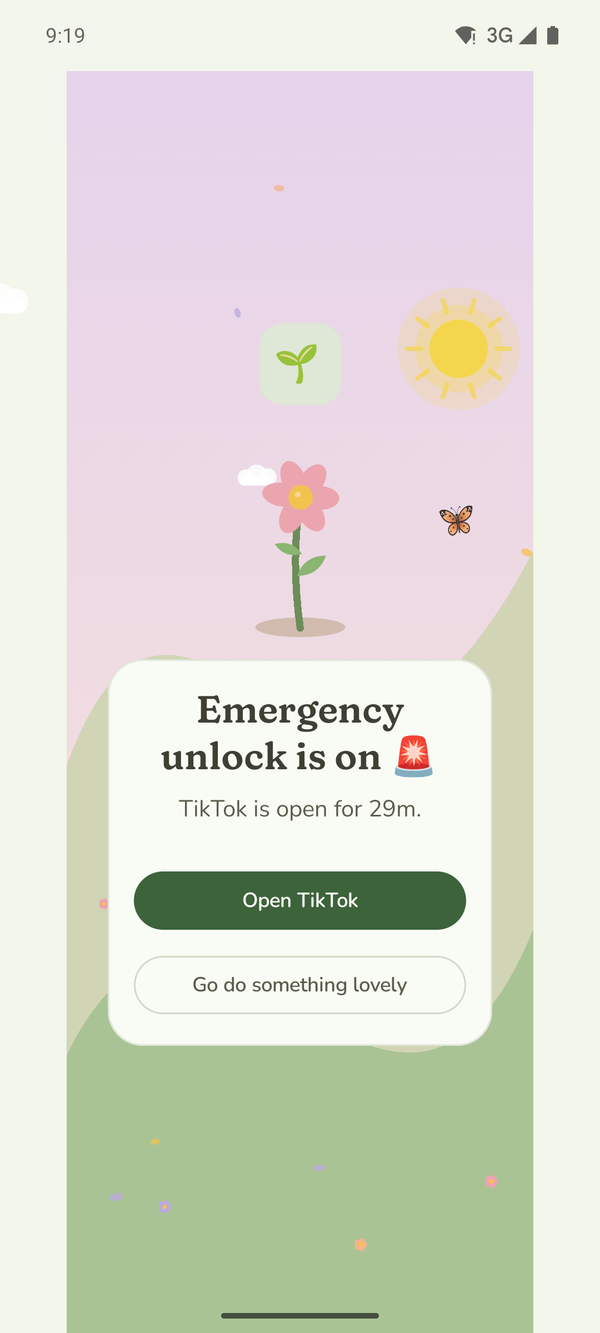 9:19
3G
Emergency
unlock is on 🚨
TikTok is open for 29m.
Open TikTok
Go do something lovely